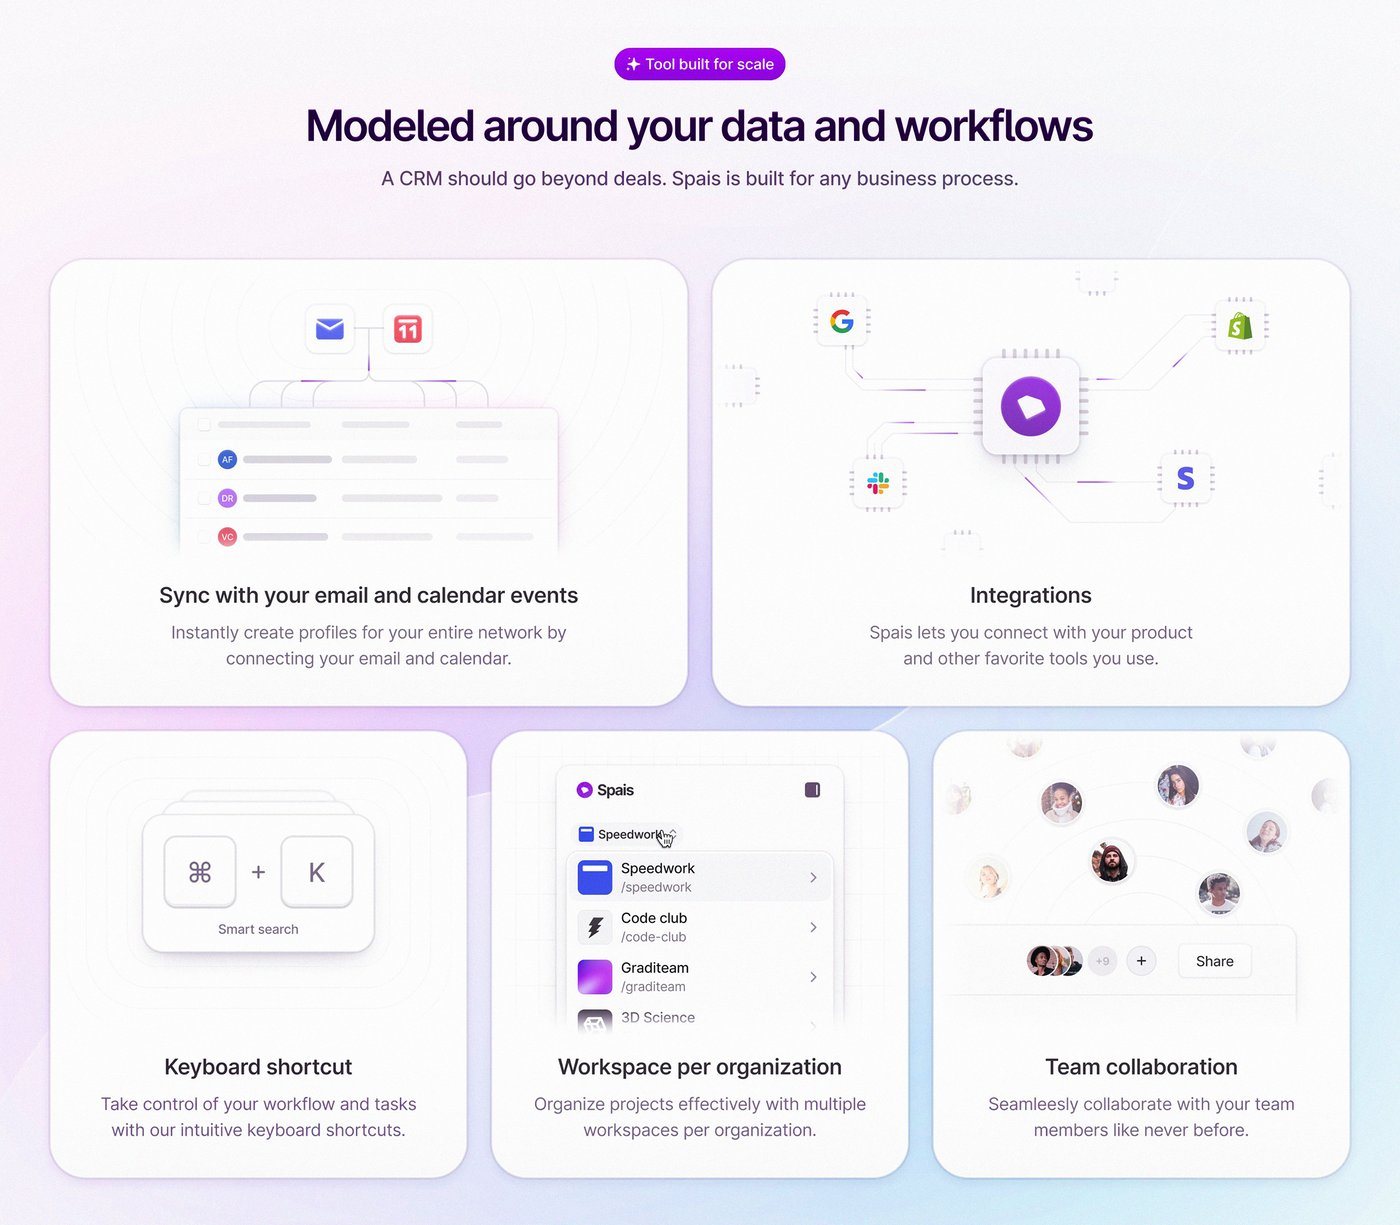 Tool built for scale
Modeled around your data and workflows
A CRM should go beyond deals. Spais is built for any business process.
11
AF
DR
VC
Sync with your email and calendar events
Instantly create profiles for your entire network by
connecting your email and calendar.
G
S
S
Integrations
Spais lets you connect with your product
and other favorite tools you use.
⌘ + K
Smart search
Keyboard shortcut
Take control of your workflow and tasks
with our intuitive keyboard shortcuts.
Spais
Speedwork
Speedwork
/speedwork
Code club
/code-club
Graditeam
/graditeam
3D Science
Workspace per organization
Organize projects effectively with multiple
workspaces per organization.
+9 + Share
Team collaboration
Seamleesly collaborate with your team
members like never before.